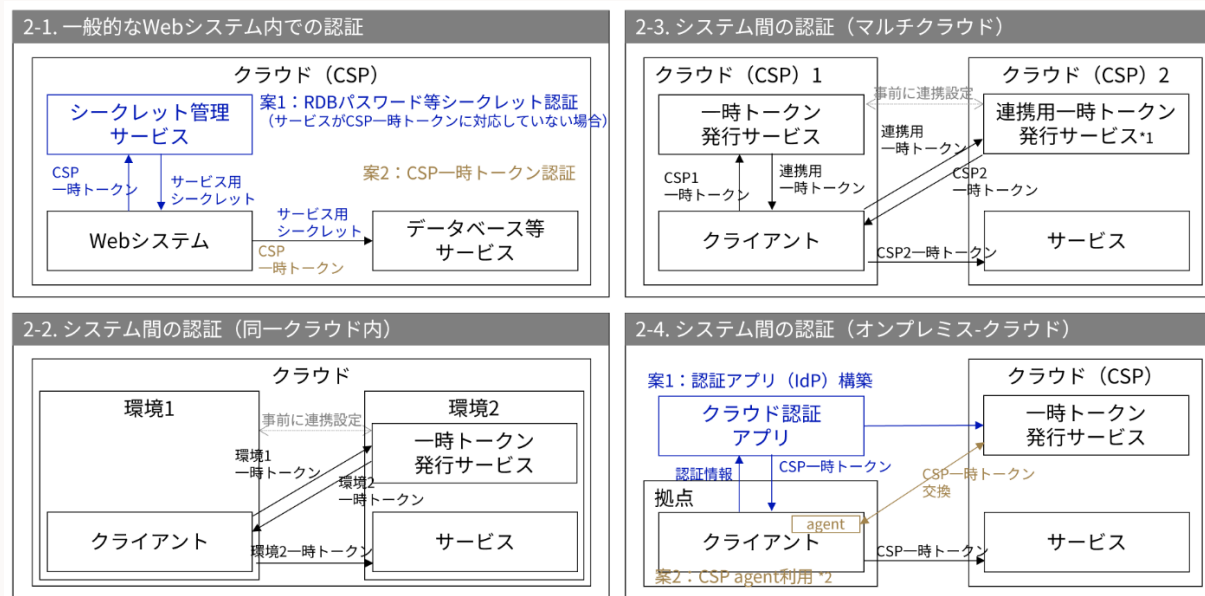 2-1. 一般的なWebシステム内での認証
クラウド（CSP）
シークレット管理
サービス
案1：RDBパスワード等シークレット認証
（サービスがCSP一時トークンに対応していない場合）
案2：CSP一時トークン認証
CSP
一時トークン
サービス用
シークレット
Webシステム
サービス用
シークレット
CSP
一時トークン
データベース等
サービス
2-3. システム間の認証（マルチクラウド）
クラウド（CSP）1
クラウド（CSP）2
事前に連携設定
一時トークン
発行サービス
連携用一時トークン
発行サービス*1
連携用
一時トークン
CSP1
一時トークン
連携用
一時トークン
CSP2
一時トークン
クライアント
CSP2一時トークン
サービス
2-2. システム間の認証（同一クラウド内）
クラウド
環境1
環境2
事前に連携設定
一時トークン
発行サービス
環境1
一時トークン
環境2
一時トークン
クライアント
環境2一時トークン
サービス
2-4. システム間の認証（オンプレミス-クラウド）
案1：認証アプリ（IdP）構築
クラウド（CSP）
クラウド認証
アプリ
一時トークン
発行サービス
認証情報
CSP一時トークン
CSP一時トークン
交換
拠点
agent
クライアント
CSP一時トークン
サービス
案2：CSP agent利用 *2